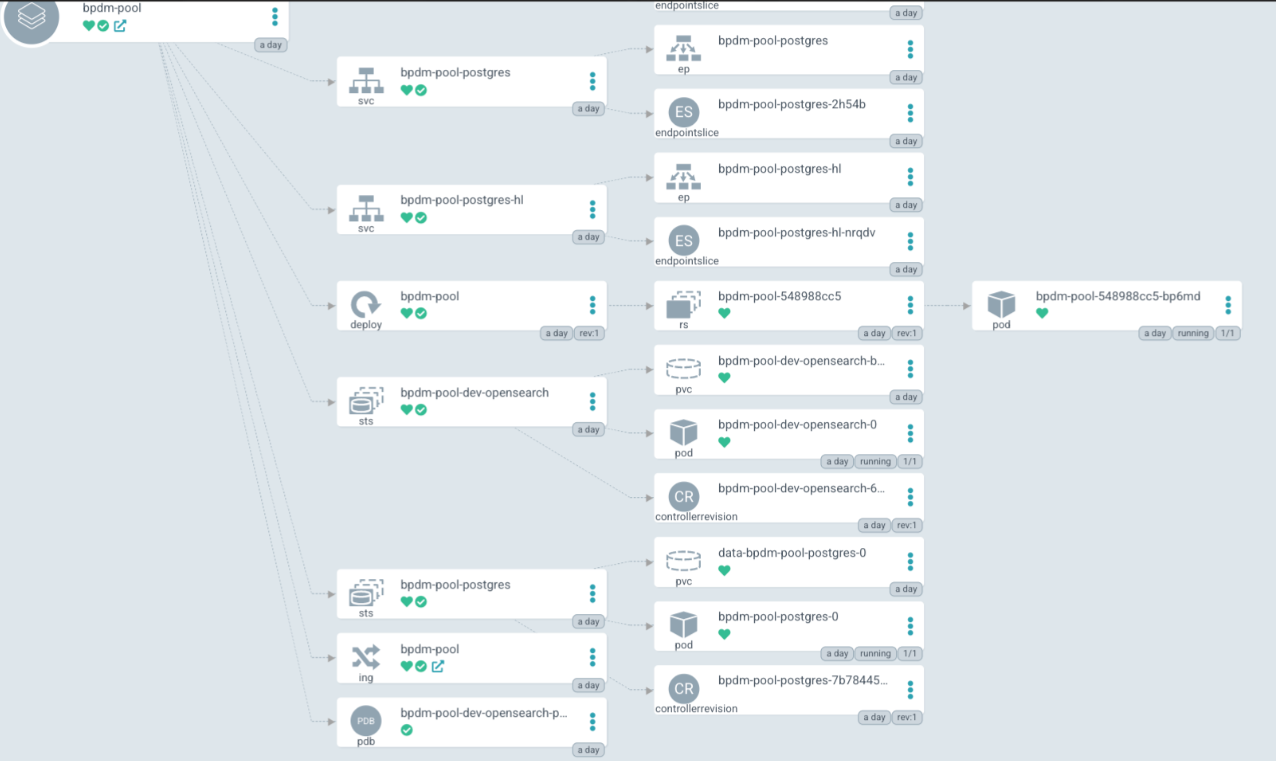 bpdm-pool
a day
bpdm-pool-postgres
svc
a day
bpdm-pool-postgres-hl
svc
a day
bpdm-pool
deploy
a day rev:1
bpdm-pool-dev-opensearch
sts
a day
bpdm-pool-postgres
sts
a day
bpdm-pool
ing
a day
PDB
bpdm-pool-dev-opensearch-p...
pdb
a day
endpointslice
a day
bpdm-pool-postgres
ep
a day
ES
bpdm-pool-postgres-2h54b
endpointslice
a day
bpdm-pool-postgres-hl
ep
a day
ES
bpdm-pool-postgres-hl-nrqdv
endpointslice
a day
bpdm-pool-548988cc5
rs
a day rev:1
bpdm-pool-dev-opensearch-b...
pvc
a day
bpdm-pool-dev-opensearch-0
pod
a day running 1/1
CR
bpdm-pool-dev-opensearch-6...
controllerrevision
a day rev:1
data-bpdm-pool-postgres-0
pvc
a day
bpdm-pool-postgres-0
pod
a day running 1/1
CR
bpdm-pool-postgres-7b78445...
controllerrevision
a day rev:1
bpdm-pool-548988cc5-bp6md
pod
a day running 1/1